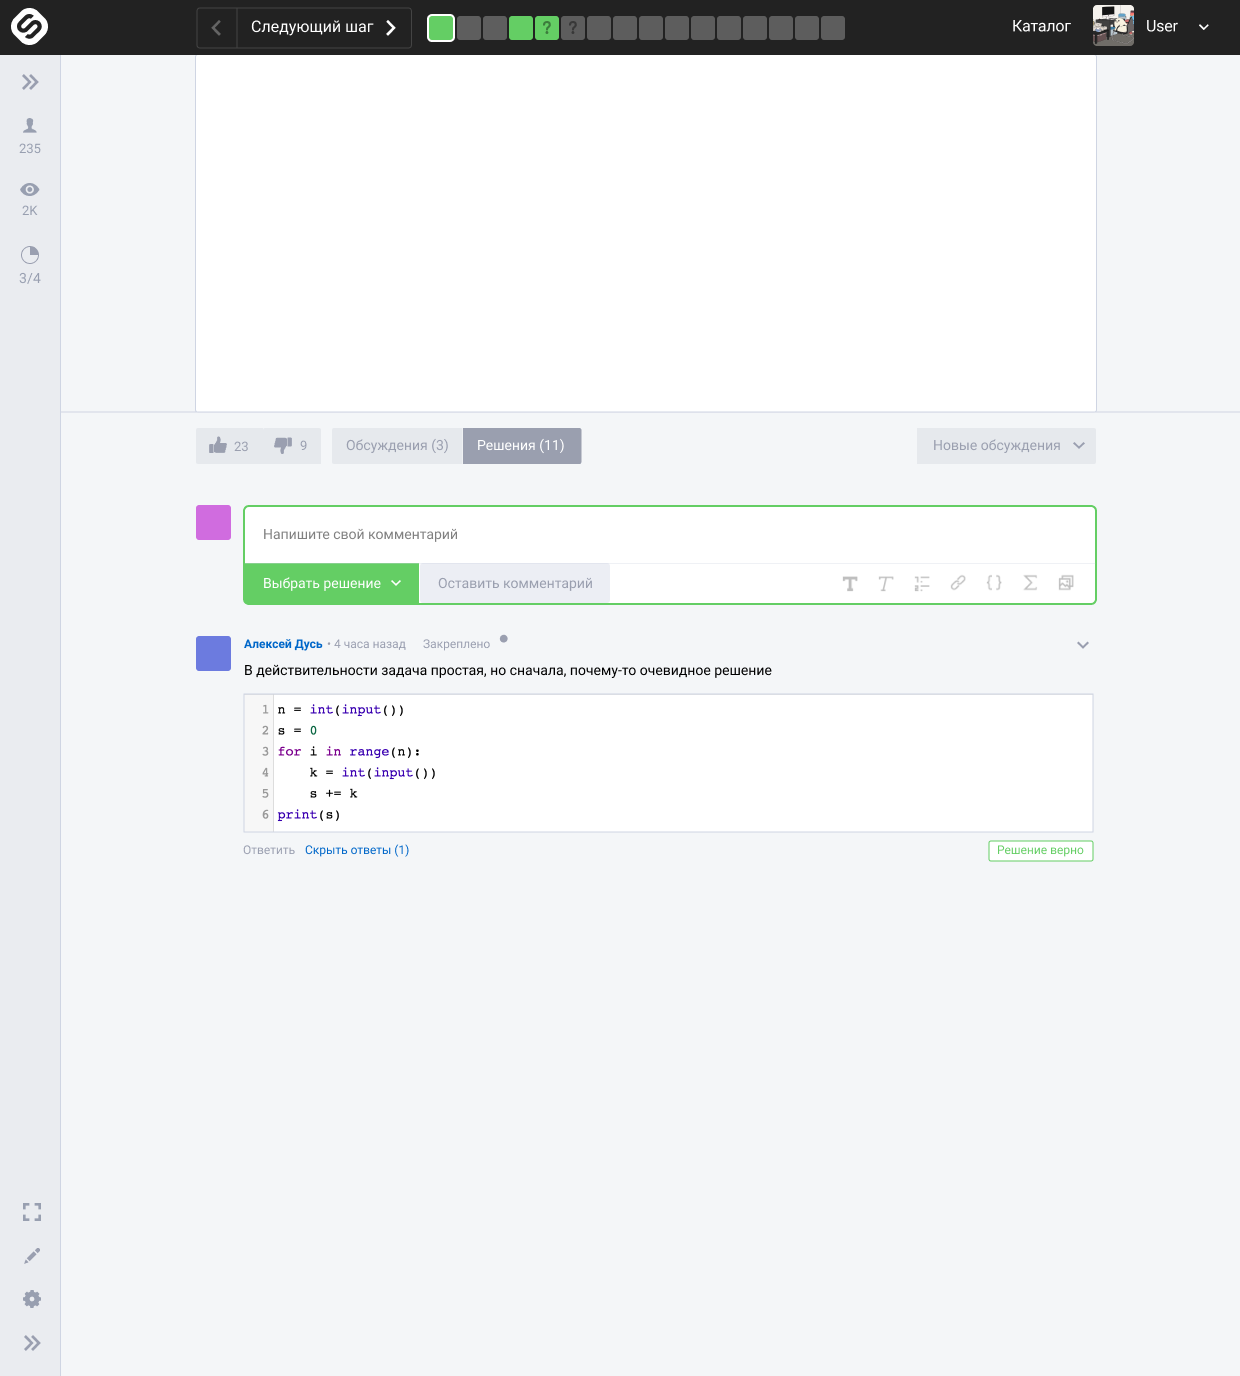 Следующий шаг
?
?
Каталог
User
235
2K
3/4
23
9
Обсуждения (3)
Решения (11)
Новые обсуждения
Напишите свой комментарий
Выбрать решение
Оставить комментарий
Алексей Дусь • 4 часа назад Закреплено
В действительности задача простая, но сначала, почему-то очевидное решение
1 n = int(input())
2 s = 0
3 for i in range(n):
4     k = int(input())
5     s += k
6 print(s)
Ответить Скрыть ответы (1)
Решение верно